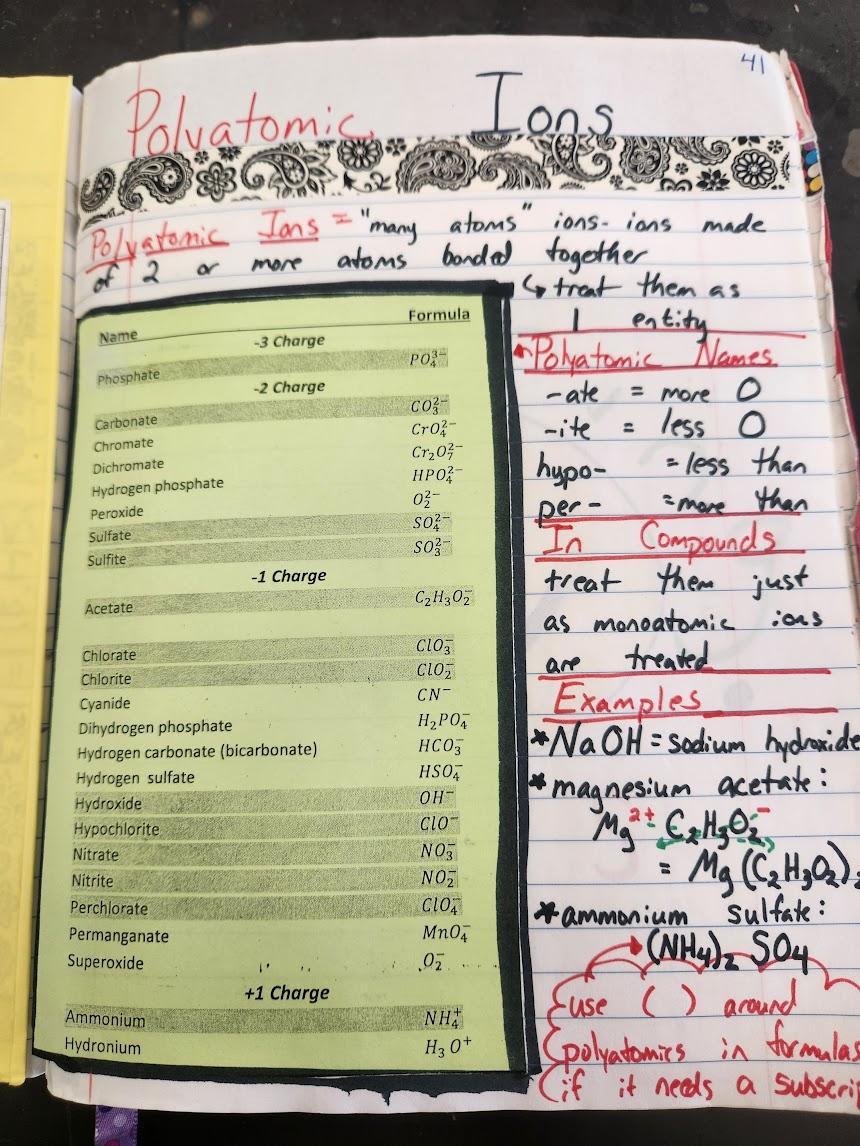 41
Polyatomic Ions
Polyatomic Ions = "many atoms" ions- ions made
of 2 or more atoms bonded together
↳ treat them as
1 entity
Name Formula
-3 Charge
Phosphate PO₄³⁻
-2 Charge
Carbonate CO₃²⁻
Chromate CrO₄²⁻
Dichromate Cr₂O₇²⁻
Hydrogen phosphate HPO₄²⁻
Peroxide O₂²⁻
Sulfate SO₄²⁻
Sulfite SO₃²⁻
-1 Charge
Acetate C₂H₃O₂⁻
Chlorate ClO₃⁻
Chlorite ClO₂⁻
Cyanide CN⁻
Dihydrogen phosphate H₂PO₄⁻
Hydrogen carbonate (bicarbonate) HCO₃⁻
Hydrogen sulfate HSO₄⁻
Hydroxide OH⁻
Hypochlorite ClO⁻
Nitrate NO₃⁻
Nitrite NO₂⁻
Perchlorate ClO₄⁻
Permanganate MnO₄⁻
Superoxide O₂⁻
+1 Charge
Ammonium NH₄⁺
Hydronium H₃O⁺
Polyatomic Names
-ate = more O
-ite = less O
hypo- = less than
per- = more than
In Compounds
treat them just
as monoatomic ions
are treated
Examples
*NaOH = sodium hydroxide
*magnesium acetate:
Mg²⁺ C₂H₃O₂⁻
= Mg(C₂H₃O₂)₂
*ammonium sulfate:
(NH₄)₂ SO₄
use ( ) around
polyatomics in formulas
if it needs a subscri